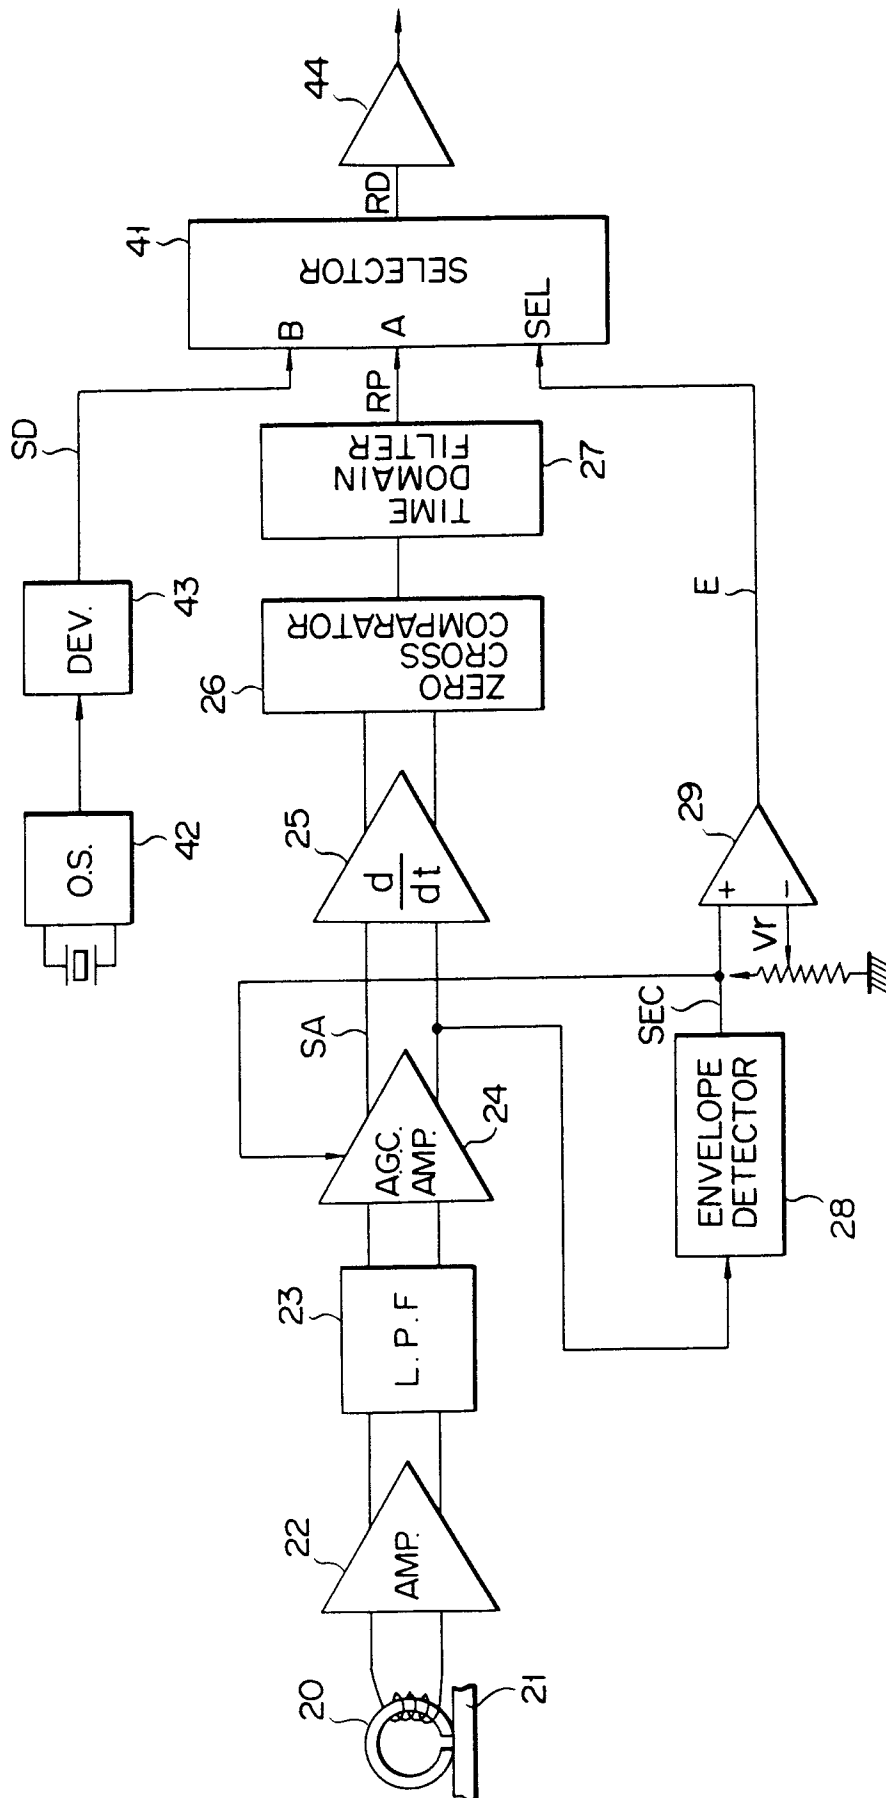 O.S.
42
DEV.
43
SD
20
21
AMP.
22
L.P.F
23
A.G.C.
AMP.
24
SA
d
dt
25
ZERO
CROSS
COMPARATOR
26
TIME
DOMAIN
FILTER
27
RP
B
A
SEL
SELECTOR
41
RD
44
ENVELOPE
DETECTOR
28
SEC
Vr
+
−
29
E